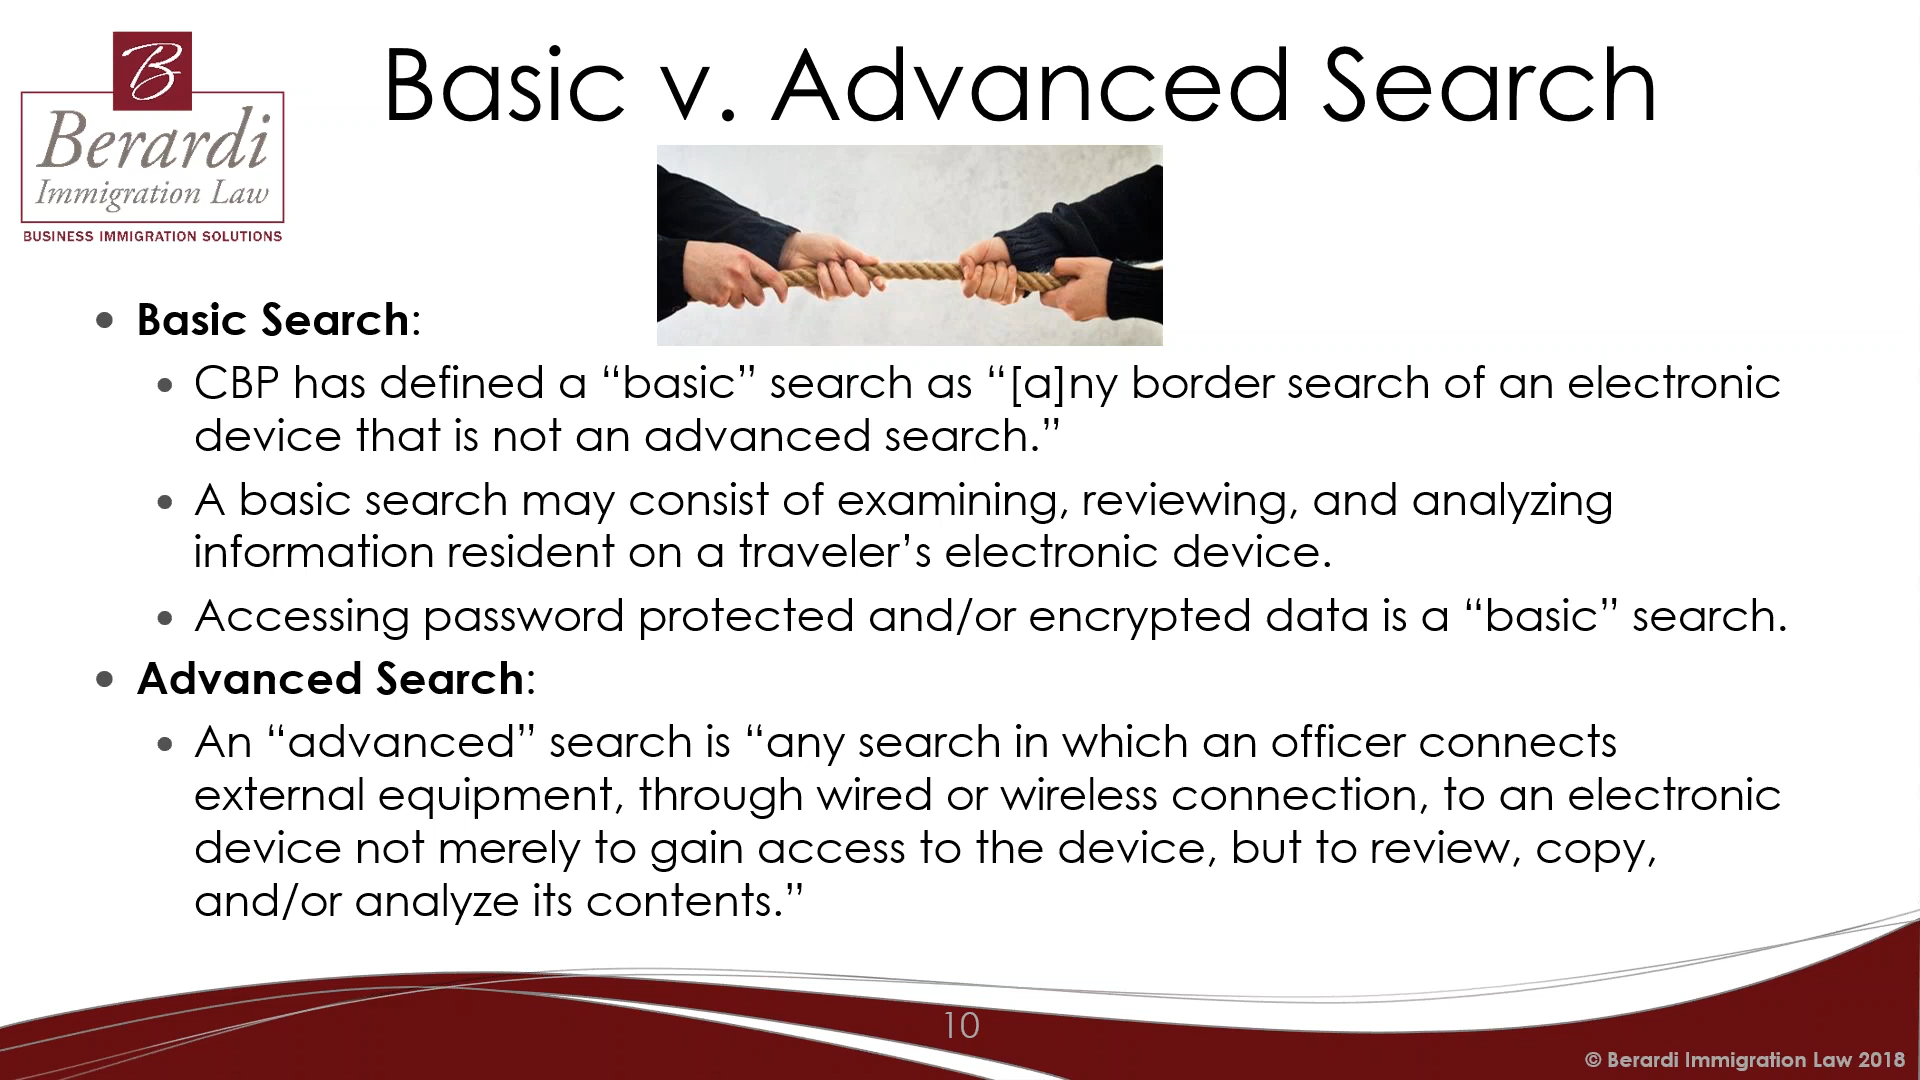 B
Berardi
Immigration Law
BUSINESS IMMIGRATION SOLUTIONS
Basic v. Advanced Search
• Basic Search:
• CBP has defined a “basic” search as “[a]ny border search of an electronic
device that is not an advanced search.”
• A basic search may consist of examining, reviewing, and analyzing
information resident on a traveler’s electronic device.
• Accessing password protected and/or encrypted data is a “basic” search.
• Advanced Search:
• An “advanced” search is “any search in which an officer connects
external equipment, through wired or wireless connection, to an electronic
device not merely to gain access to the device, but to review, copy,
and/or analyze its contents.”
10
© Berardi Immigration Law 2018